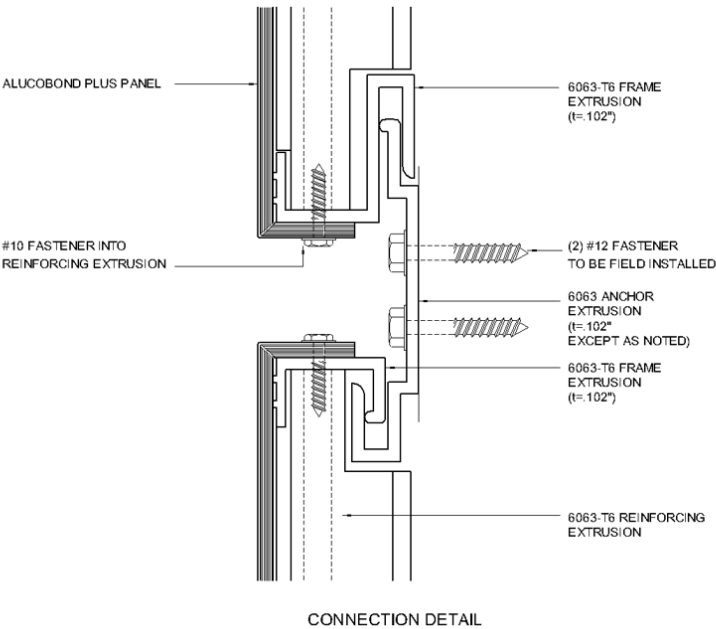 ALUCOBOND PLUS PANEL
6063-T6 FRAME
EXTRUSION
(t=.102")
#10 FASTENER INTO
REINFORCING EXTRUSION
(2) #12 FASTENER
TO BE FIELD INSTALLED
6063 ANCHOR
EXTRUSION
(t=.102"
EXCEPT AS NOTED)
6063-T6 FRAME
EXTRUSION
(t=.102")
6063-T6 REINFORCING
EXTRUSION
CONNECTION DETAIL